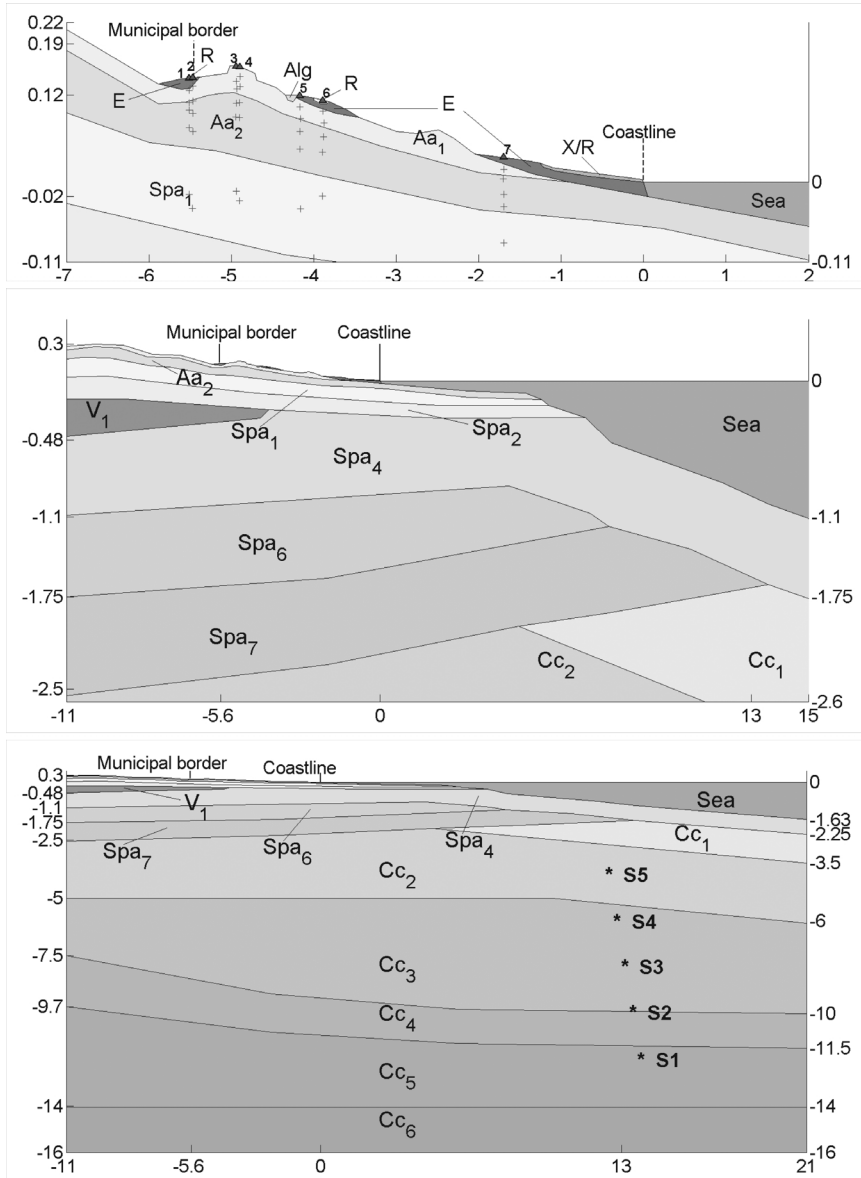 0.22
Municipal border
0.19
1 2 R 3 4
Alg
5 6 R
0.12
E
E
Aa2
Aa1
7
Coastline
X/R
-0.02
Spa1
0
Sea
-0.11
-0.11
-7 -6 -5 -4 -3 -2 -1 0 1 2
Municipal border
Coastline
0.3
0
Aa2
V1
Spa1
Spa2
Sea
-0.48
Spa4
-1.1
-1.1
Spa6
-1.75
-1.75
Spa7
Cc2
Cc1
-2.5
-2.6
-11 -5.6 0 13 15
Municipal border
Coastline
0.3
0
-0.48
V1
Sea
-1.1
-1.63
-1.75
Spa7
Spa6
Spa4
Cc1
-2.25
-2.5
-3.5
Cc2
* S5
-5
* S4
-6
-7.5
Cc3
* S3
-9.7
Cc4
* S2
-10
-11.5
* S1
Cc5
-14
-14
Cc6
-16
-16
-11 -5.6 0 13 21